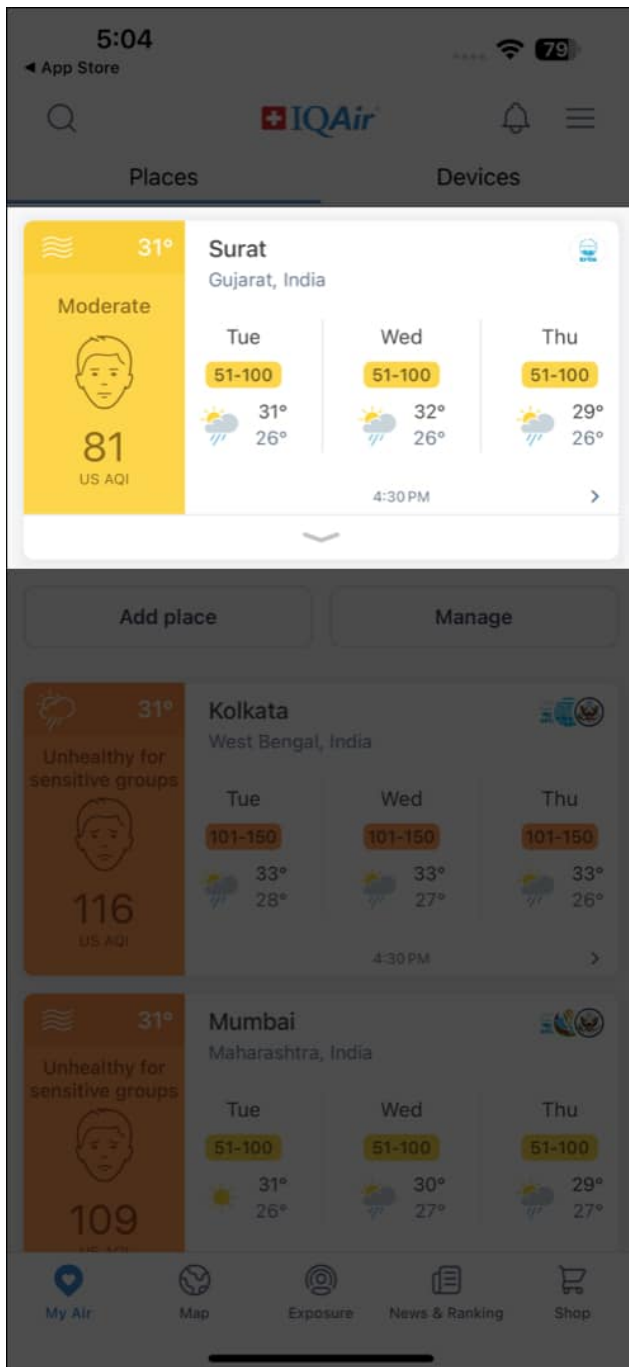 5:04
79
◀ App Store
IQAir
Places
Devices
31°
Surat
Gujarat, India
Moderate
Tue
Wed
Thu
51-100
51-100
51-100
31°
32°
29°
26°
26°
26°
81
US AQI
4:30 PM
Add place
Manage
31°
Kolkata
West Bengal, India
Unhealthy for
sensitive groups
Tue
Wed
Thu
101-150
101-150
101-150
33°
33°
33°
28°
27°
26°
116
US AQI
4:30 PM
31°
Mumbai
Maharashtra, India
Unhealthy for
sensitive groups
Tue
Wed
Thu
51-100
51-100
51-100
31°
30°
29°
26°
27°
27°
109
US AQI
My Air
Map
Exposure
News & Ranking
Shop